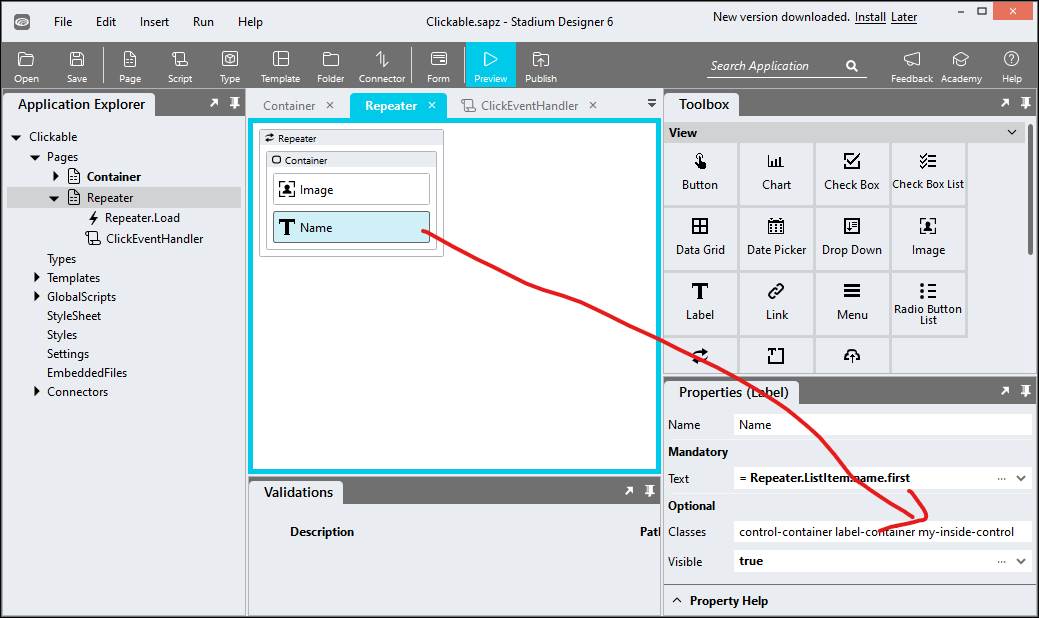 File Edit Insert Run Help Clickable.sapz - Stadium Designer 6 New version downloaded. Install Later
Open Save Page Script Type Template Folder Connector Form Preview Publish Search Application Feedback Academy Help
Application Explorer
Clickable
Pages
Container
Repeater
Repeater.Load
ClickEventHandler
Types
Templates
GlobalScripts
StyleSheet
Styles
Settings
EmbeddedFiles
Connectors
Container Repeater ClickEventHandler
Repeater
Container
Image
Name
Validations
Description Path
Toolbox
View
Button Chart Check Box Check Box List
Data Grid Date Picker Drop Down Image
Label Link Menu Radio Button
List
Properties (Label)
Name Name
Mandatory
Text = Repeater.ListItem.name.first ...
Optional
Classes control-container label-container my-inside-control
Visible true ...
Property Help